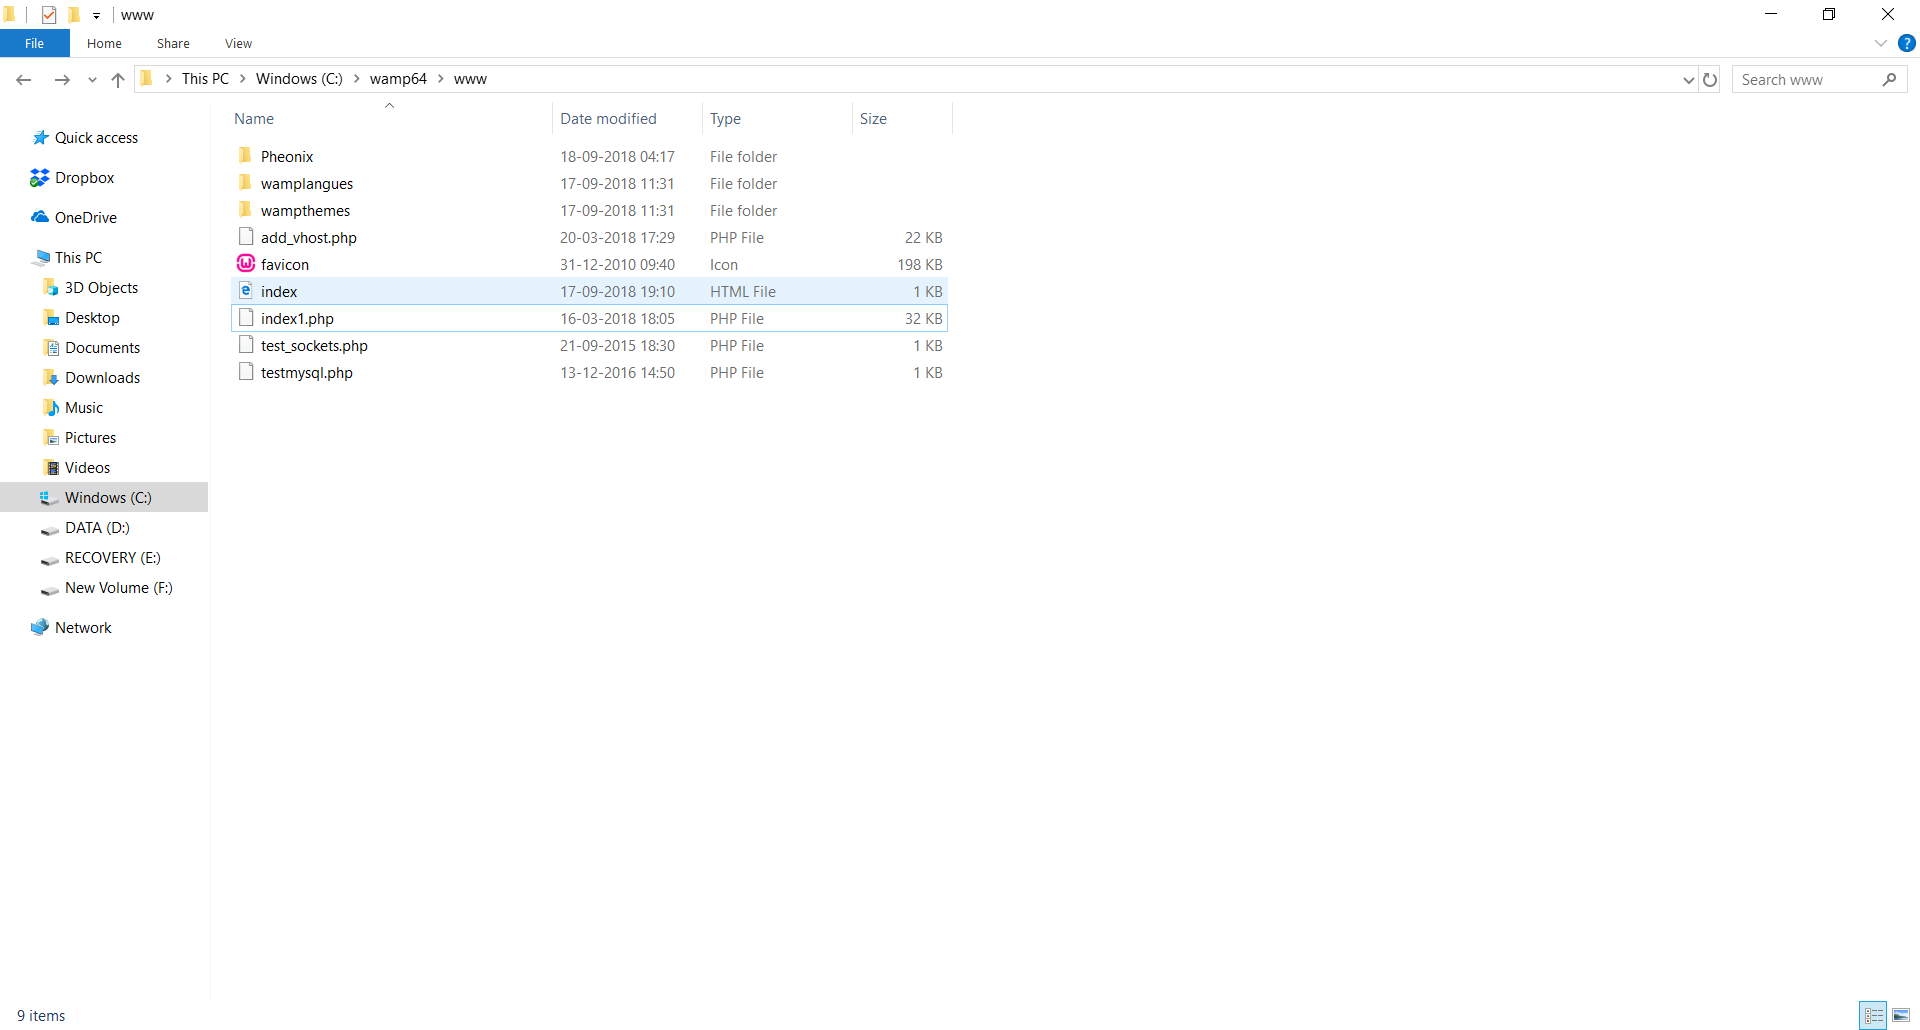 www
File Home Share View
This PC > Windows (C:) > wamp64 > www
Search www
Name Date modified Type Size
Quick access
Dropbox
OneDrive
This PC
3D Objects
Desktop
Documents
Downloads
Music
Pictures
Videos
Windows (C:)
DATA (D:)
RECOVERY (E:)
New Volume (F:)
Network
Pheonix 18-09-2018 04:17 File folder
wamplangues 17-09-2018 11:31 File folder
wampthemes 17-09-2018 11:31 File folder
add_vhost.php 20-03-2018 17:29 PHP File 22 KB
favicon 31-12-2010 09:40 Icon 198 KB
index 17-09-2018 19:10 HTML File 1 KB
index1.php 16-03-2018 18:05 PHP File 32 KB
test_sockets.php 21-09-2015 18:30 PHP File 1 KB
testmysql.php 13-12-2016 14:50 PHP File 1 KB
9 items